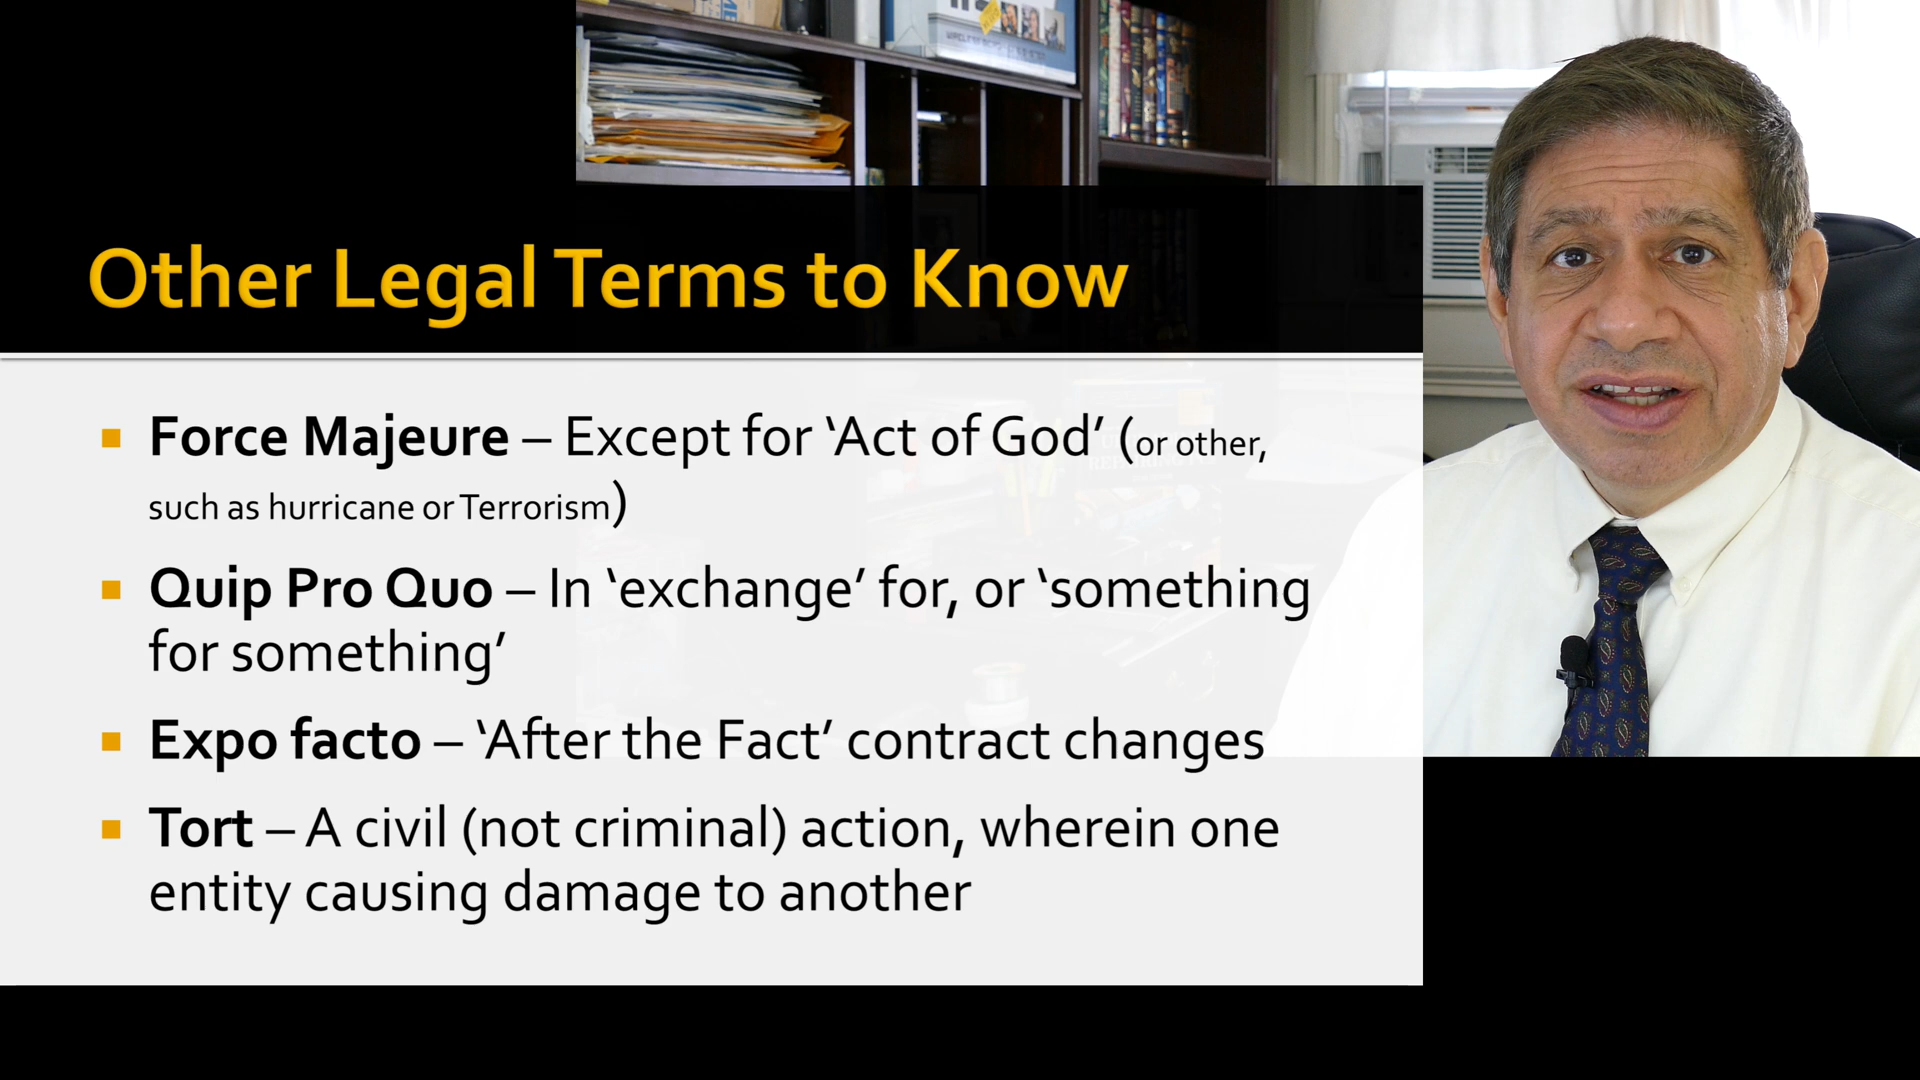 Other Legal Terms to Know
Force Majeure – Except for ‘Act of God’ (or other,
such as hurricane or Terrorism)
Quip Pro Quo – In ‘exchange’ for, or ‘something
for something’
Expo facto – ‘After the Fact’ contract changes
Tort – A civil (not criminal) action, wherein one
entity causing damage to another